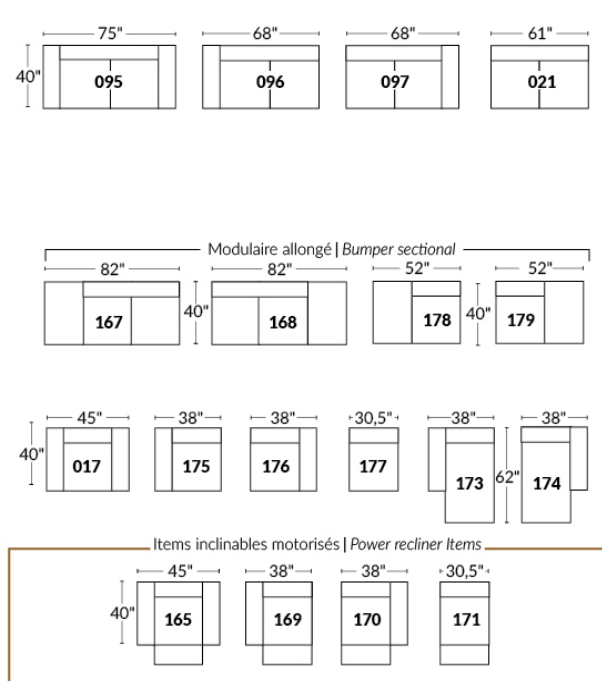 75" 68" 68" 61"
40" 095 096 097 021
Modulaire allongé | Bumper sectional
82" 82" 52" 52"
167 40" 168 178 40" 179
45" 38" 38" 30,5" 38" 38"
40" 017 175 176 177 173 62" 174
Items inclinables motorisés | Power recliner Items
45" 38" 38" 30,5"
40" 165 169 170 171